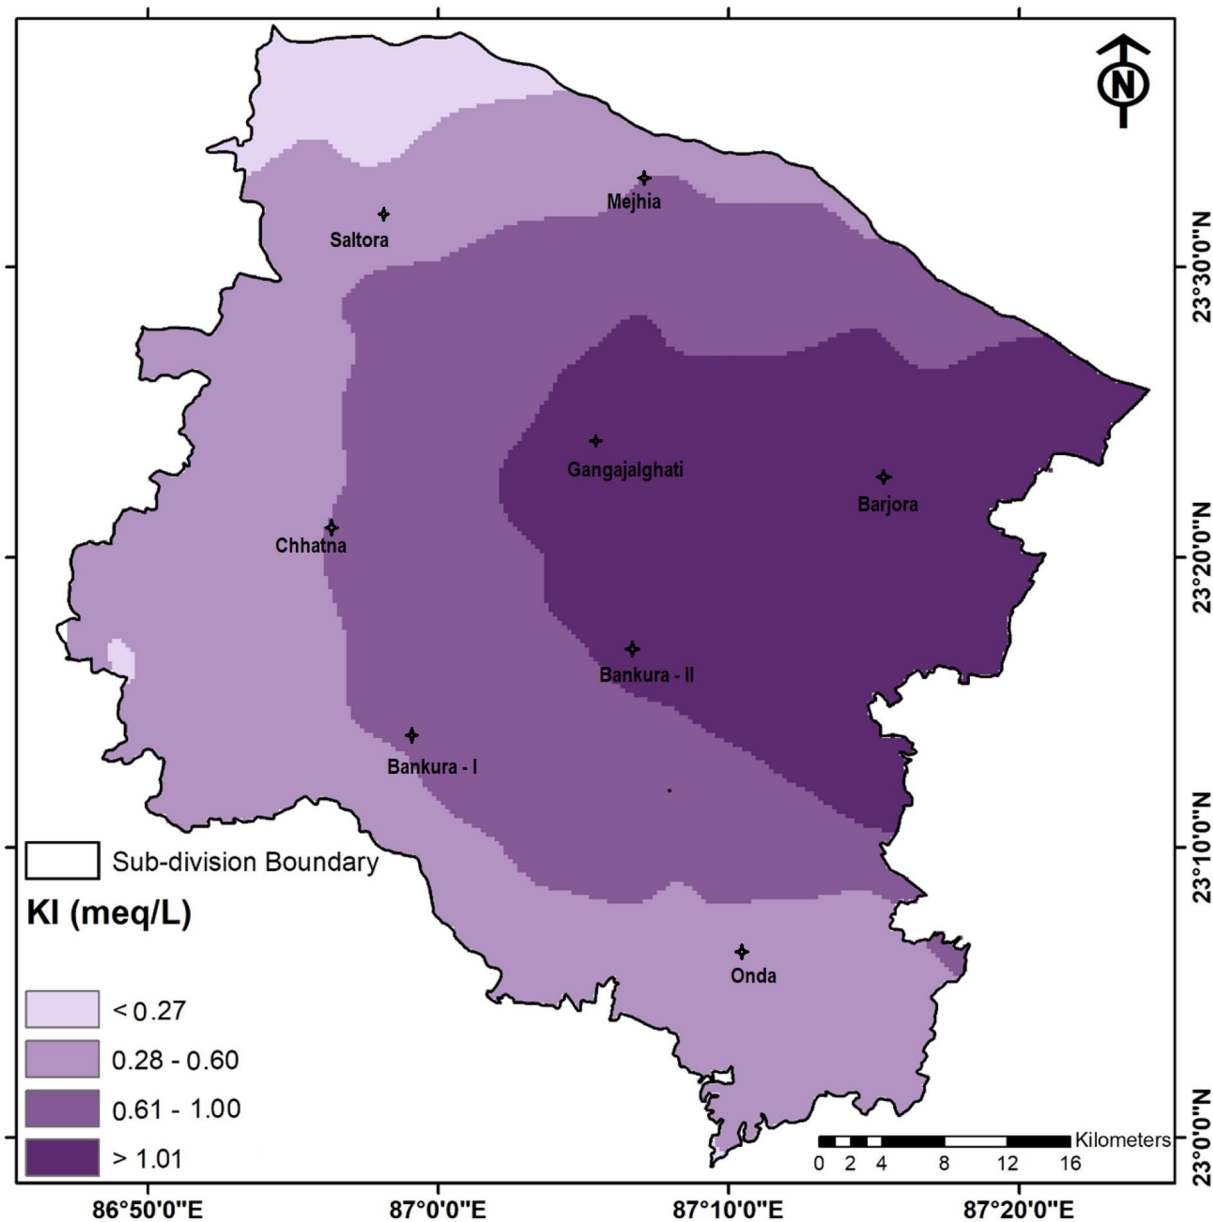 N
Mejhia
Saltora
23°30'0"N
Gangajalghati
Barjora
Chhatna
23°20'0"N
Bankura - II
Bankura - I
23°10'0"N
Sub-division Boundary
KI (meq/L)
Onda
< 0.27
0.28 - 0.60
0.61 - 1.00
> 1.01
Kilometers
0 2 4 8 12 16
23°0'0"N
86°50'0"E 87°0'0"E 87°10'0"E 87°20'0"E